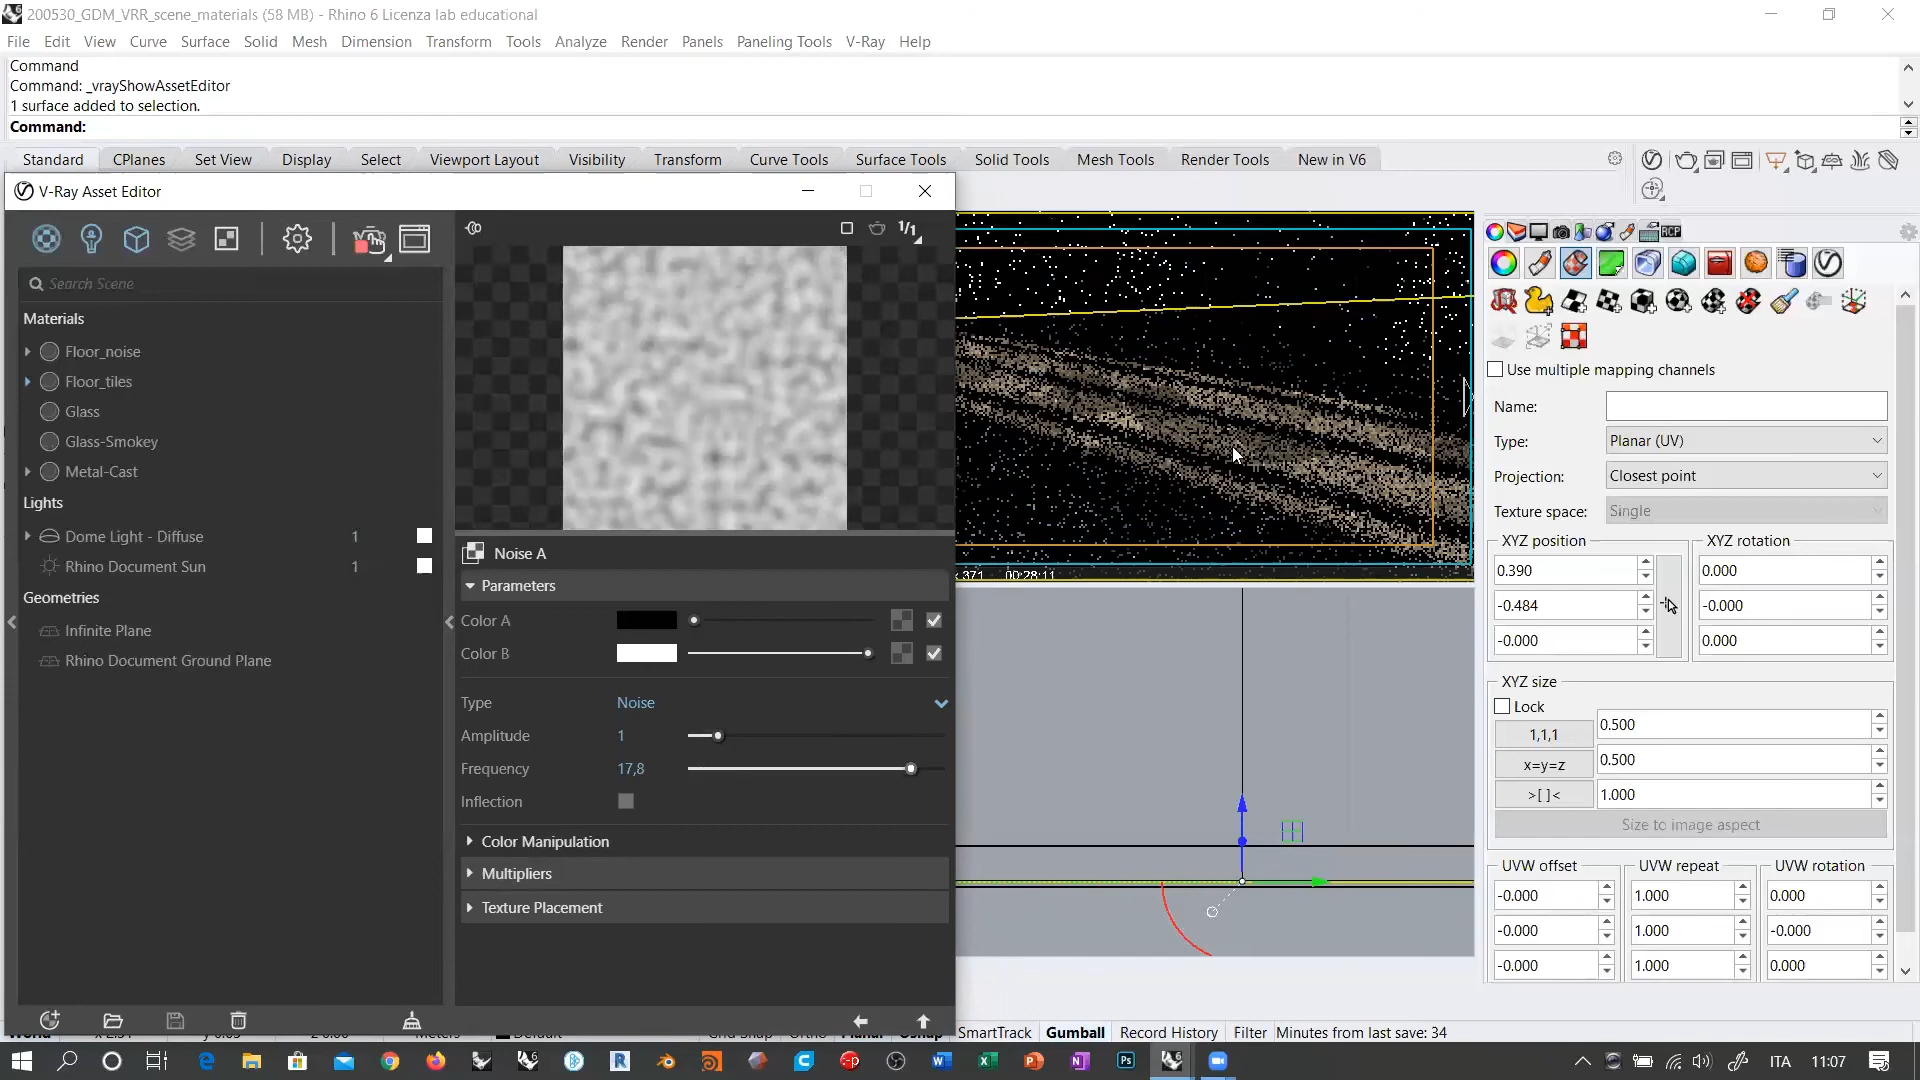 200530_GDM_VRR_scene_materials (58 MB) - Rhino 6 Licenza lab educational
File Edit View Curve Surface Solid Mesh Dimension Transform Tools Analyze Render Panels Paneling Tools V-Ray Help
Command
Command: _vrayShowAssetEditor
1 surface added to selection.
Command:
Standard CPlanes Set View Display Select Viewport Layout Visibility Transform Curve Tools Surface Tools Solid Tools Mesh Tools Render Tools New in V6
V-Ray Asset Editor
1/1
Search Scene
Materials
Floor_noise
Floor_tiles
Glass
Glass-Smokey
Metal-Cast
Lights
Dome Light - Diffuse 1
Rhino Document Sun 1
Geometries
Infinite Plane
Rhino Document Ground Plane
Noise A
Parameters
Color A
Color B
Type Noise
Amplitude 1
Frequency 17,8
Inflection
Color Manipulation
Multipliers
Texture Placement
371 00:28:11
RCP
Use multiple mapping channels
Name:
Type: Planar (UV)
Projection: Closest point
Texture space: Single
XYZ position XYZ rotation
0.390 0.000
-0.484 -0.000
-0.000 0.000
XYZ size
Lock 0.500
1,1,1
x=y=z 0.500
>[ ]< 1.000
Size to image aspect
UVW offset UVW repeat UVW rotation
-0.000 1.000 0.000
-0.000 1.000 -0.000
-0.000 1.000 0.000
SmartTrack Gumball Record History Filter Minutes from last save: 34
ITA 11:07